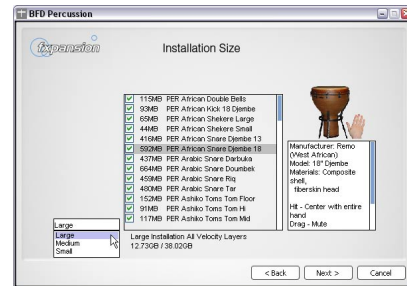 BFD Percussion
fxpansion
Installation Size
115MB PER African Double Bells
93MB PER African Kick 18 Djembe
65MB PER African Shekere Large
44MB PER African Shekere Small
416MB PER African Snare Djembe 13
592MB PER African Snare Djembe 18
437MB PER Arabic Snare Darbuka
664MB PER Arabic Snare Doumbek
459MB PER Arabic Snare Riq
480MB PER Arabic Snare Tar
152MB PER Ashiko Toms Tom Floor
91MB PER Ashiko Toms Tom Hi
117MB PER Ashiko Toms Tom Mid
Manufacturer: Remo
(West African)
Model: 18" Djembe
Materials: Composite
shell,
fiberskin head
Hit - Center with entire
hand
Drag - Mute
Large
Large
Medium
Small
Large Installation All Velocity Layers
12.73GB / 38.02GB
< Back
Next >
Cancel